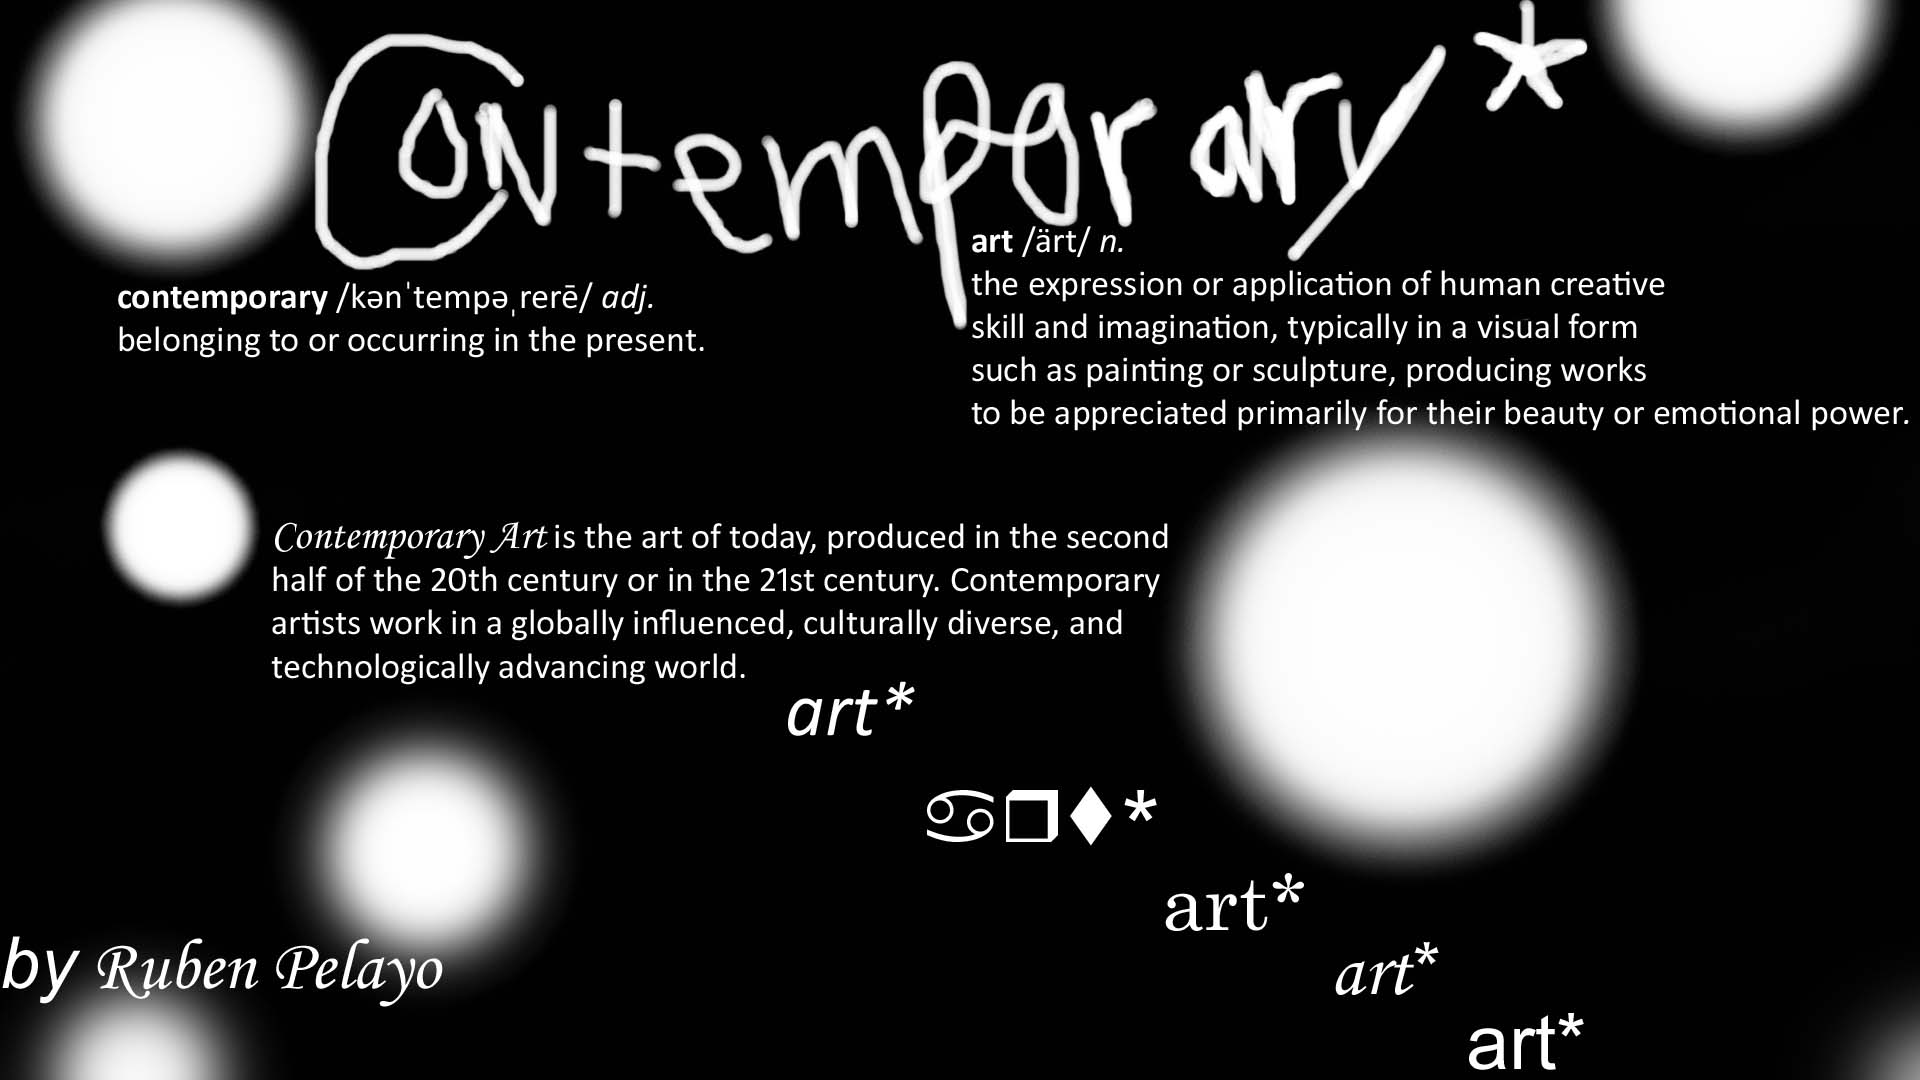 Contemporary*
contemporary /kənˈtempəˌrerē/ adj.
belonging to or occurring in the present.
art /ärt/ n.
the expression or application of human creative
skill and imagination, typically in a visual form
such as painting or sculpture, producing works
to be appreciated primarily for their beauty or emotional power.
Contemporary Art is the art of today, produced in the second
half of the 20th century or in the 21st century. Contemporary
artists work in a globally influenced, culturally diverse, and
technologically advancing world.
art*
♋❒⧫*
art*
art*
art*
by Ruben Pelayo